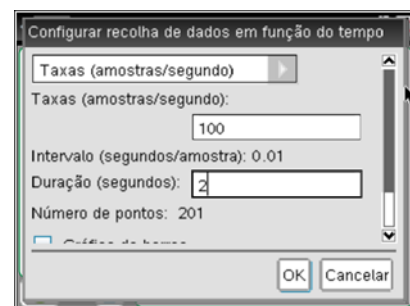 Configurar recolha de dados em função do tempo
Taxas (amostras/segundo)
Taxas (amostras/segundo):
100
Intervalo (segundos/amostra): 0.01
Duração (segundos): 2
Número de pontos: 201
OK Cancelar